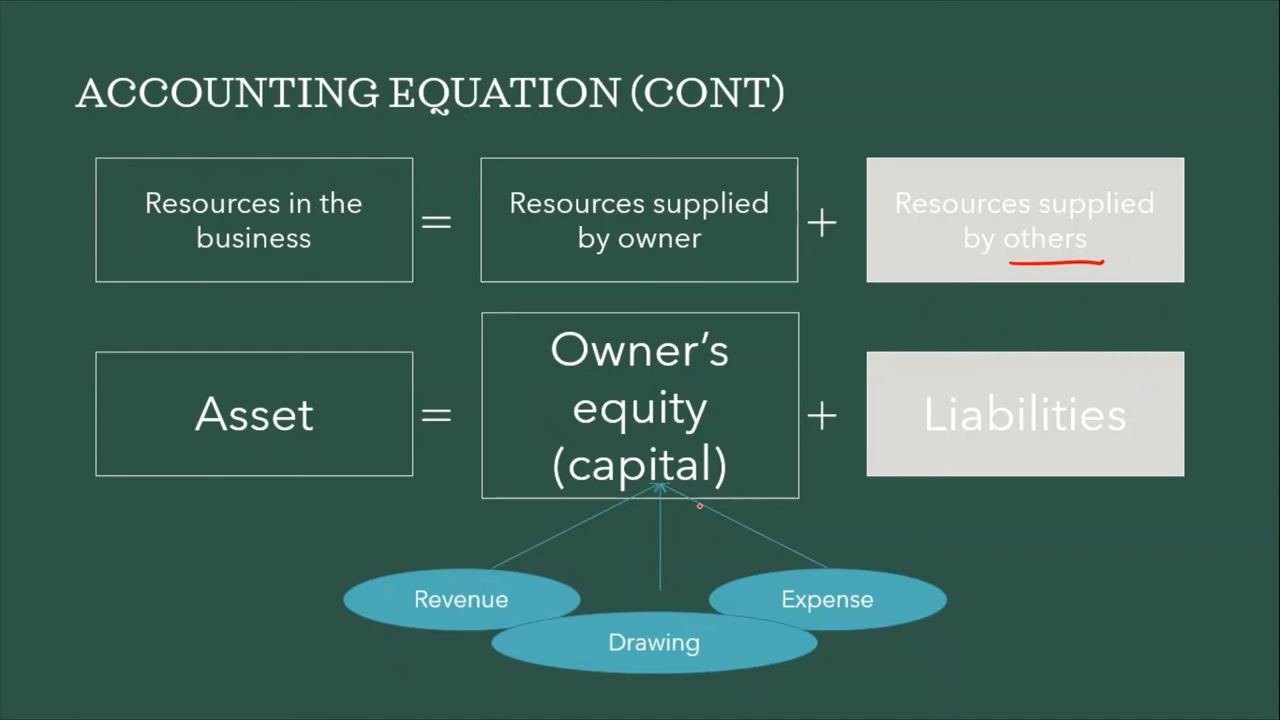 ACCOUNTING EQUATION (CONT)
Resources in the
business
=
Resources supplied
by owner
+
Resources supplied
by others
Asset
=
Owner’s
equity
(capital)
+
Liabilities
Revenue
Expense
Drawing